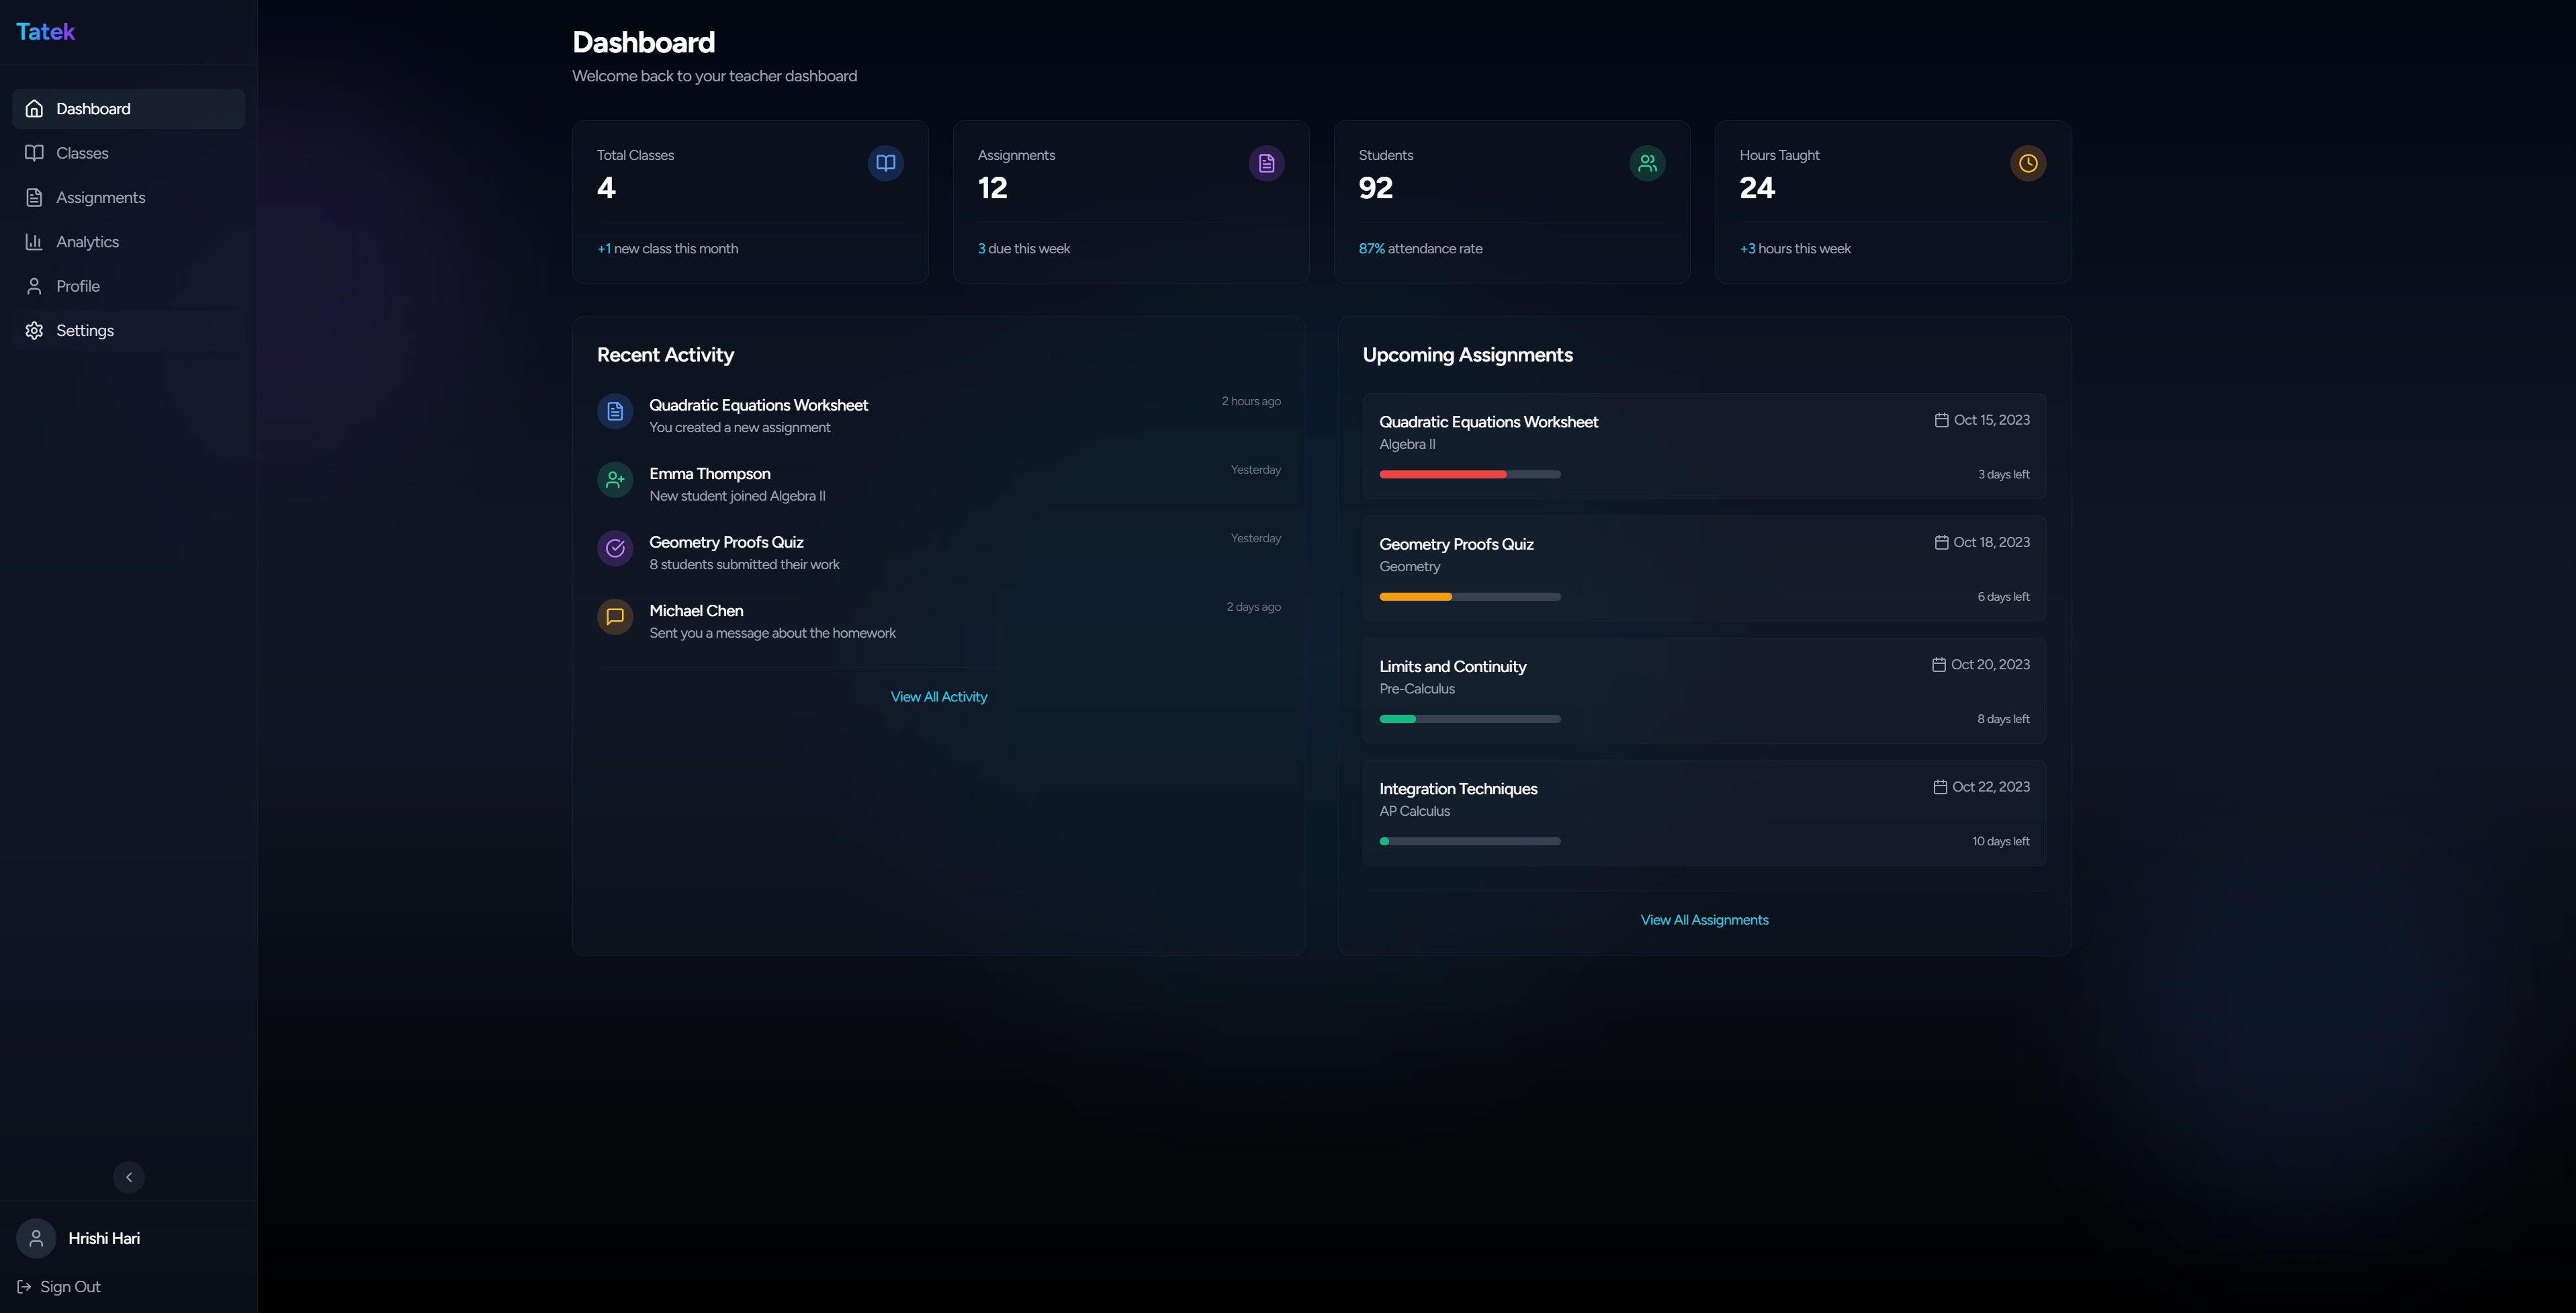 Tatek
Dashboard
Classes
Assignments
Analytics
Profile
Settings
Hrishi Hari
Sign Out
Dashboard
Welcome back to your teacher dashboard
Total Classes
4
+1 new class this month
Assignments
12
3 due this week
Students
92
87% attendance rate
Hours Taught
24
+3 hours this week
Recent Activity
Quadratic Equations Worksheet
2 hours ago
You created a new assignment
Emma Thompson
Yesterday
New student joined Algebra II
Geometry Proofs Quiz
Yesterday
8 students submitted their work
Michael Chen
2 days ago
Sent you a message about the homework
View All Activity
Upcoming Assignments
Quadratic Equations Worksheet
Oct 15, 2023
Algebra II
3 days left
Geometry Proofs Quiz
Oct 18, 2023
Geometry
6 days left
Limits and Continuity
Oct 20, 2023
Pre-Calculus
8 days left
Integration Techniques
Oct 22, 2023
AP Calculus
10 days left
View All Assignments